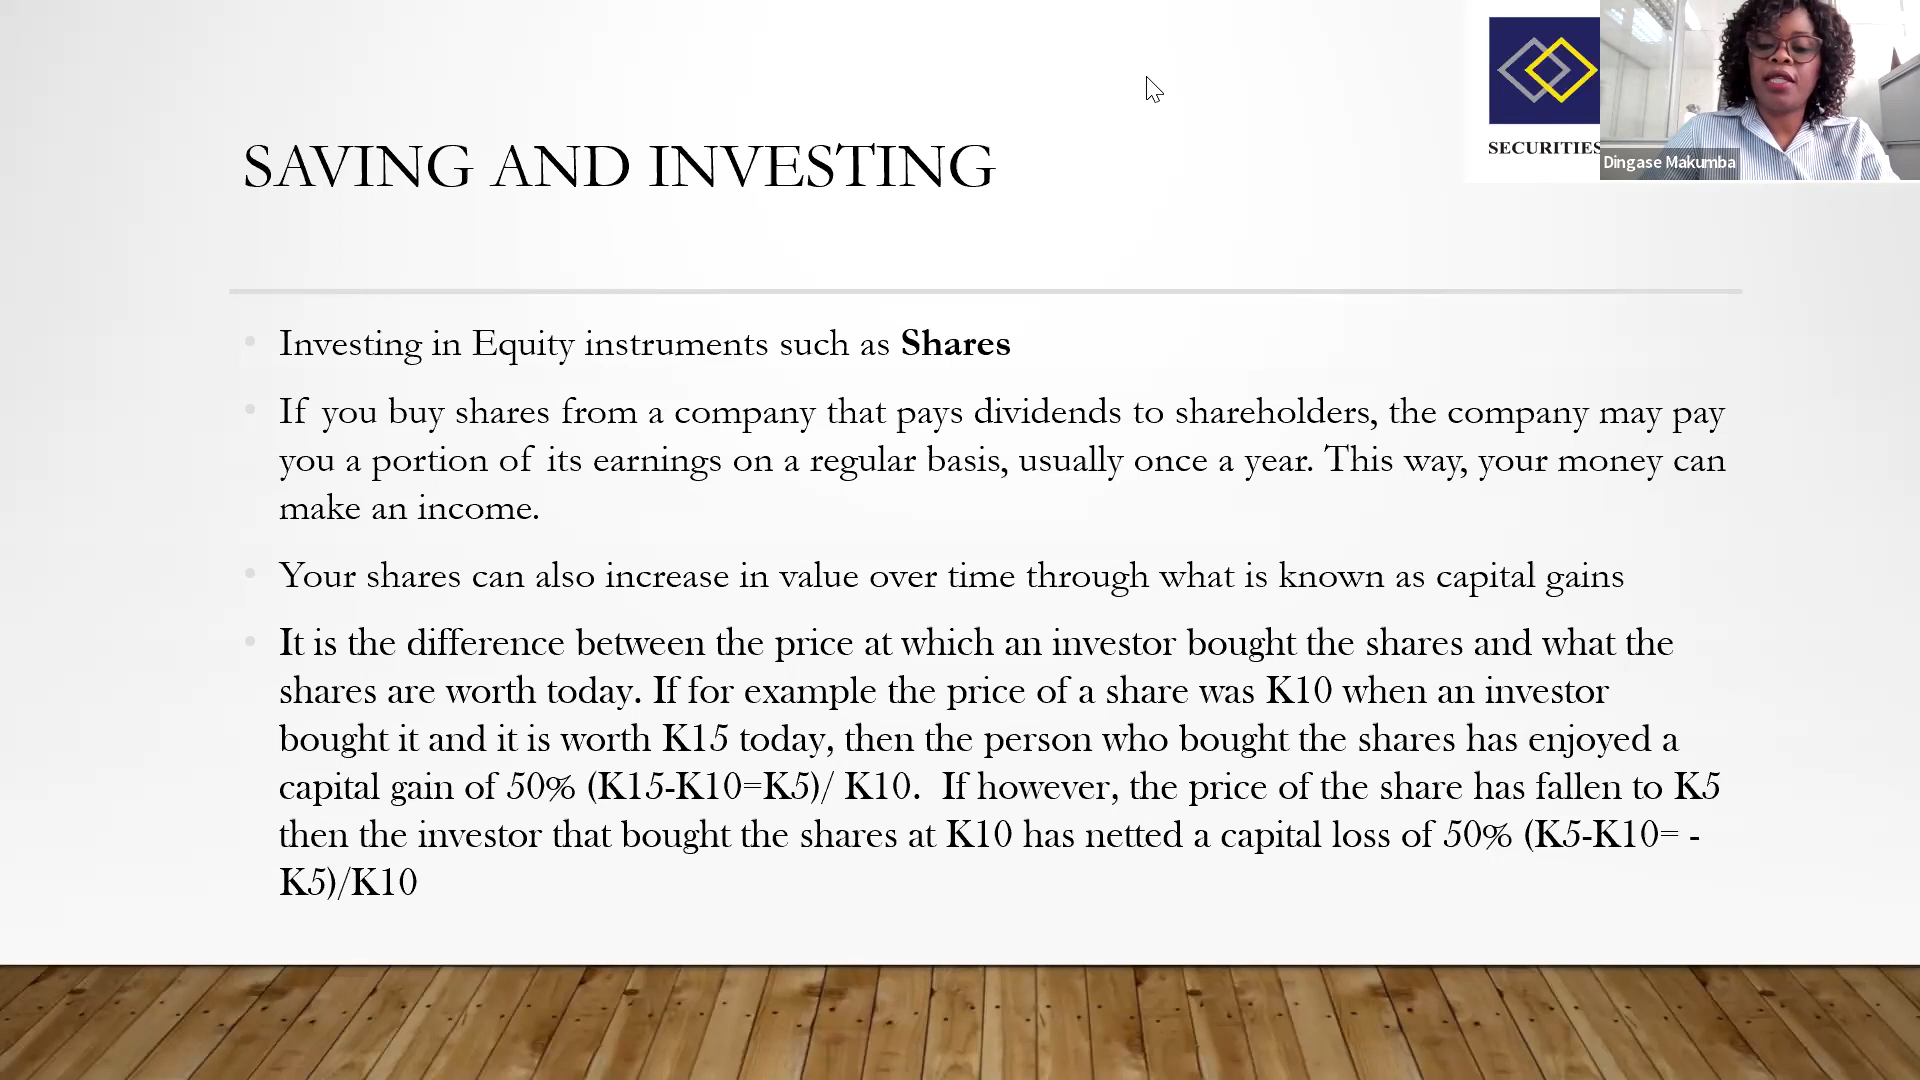 SECURITIES
Dingase Makumba
SAVING AND INVESTING
Investing in Equity instruments such as Shares
If you buy shares from a company that pays dividends to shareholders, the company may pay
you a portion of its earnings on a regular basis, usually once a year. This way, your money can
make an income.
Your shares can also increase in value over time through what is known as capital gains
It is the difference between the price at which an investor bought the shares and what the
shares are worth today. If for example the price of a share was K10 when an investor
bought it and it is worth K15 today, then the person who bought the shares has enjoyed a
capital gain of 50% (K15-K10=K5)/ K10. If however, the price of the share has fallen to K5
then the investor that bought the shares at K10 has netted a capital loss of 50% (K5-K10= -
K5)/K10